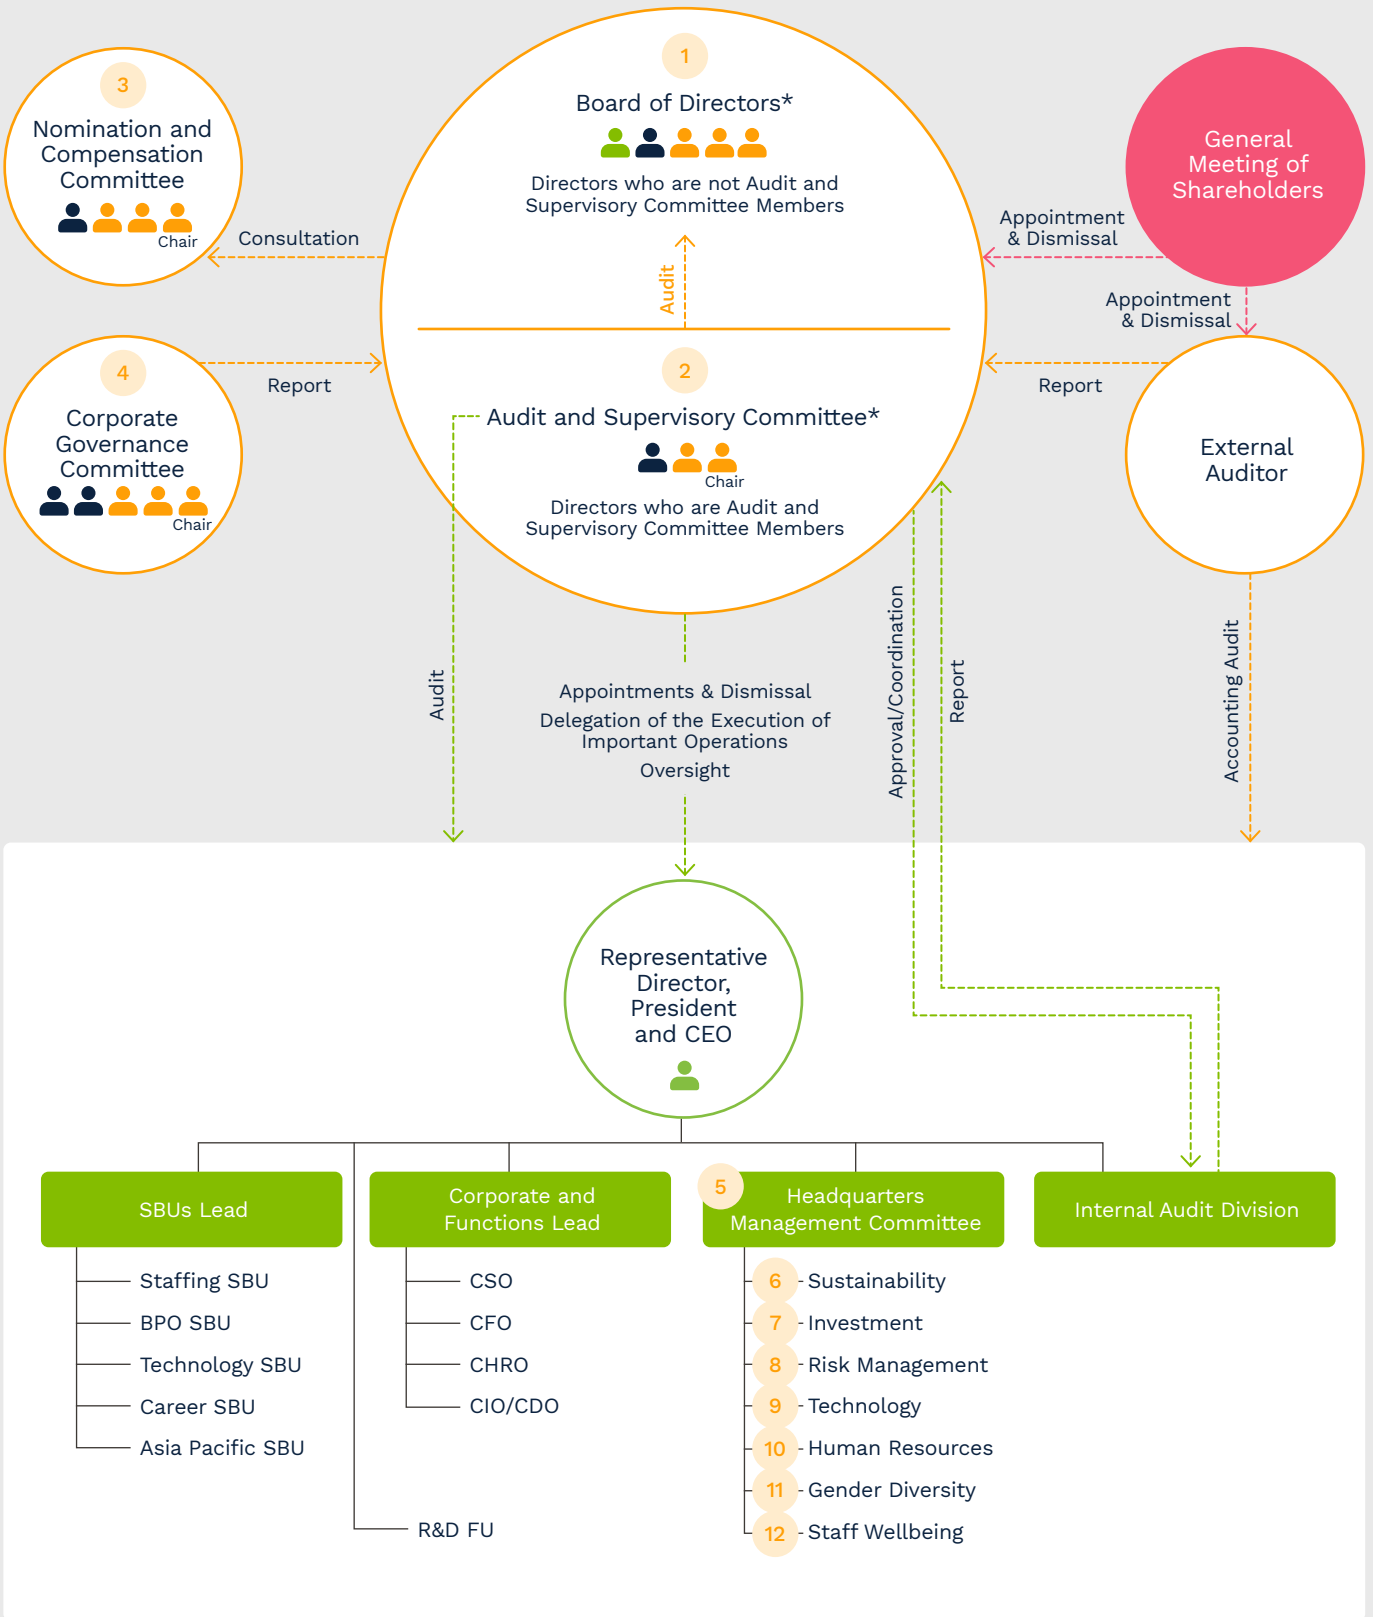 1
Board of Directors*
Directors who are not Audit and
Supervisory Committee Members
Audit
2
Audit and Supervisory Committee*
Chair
Directors who are Audit and
Supervisory Committee Members
3
Nomination and
Compensation
Committee
Chair
Consultation
4
Corporate
Governance
Committee
Chair
Report
General
Meeting of
Shareholders
Appointment
& Dismissal
Appointment
& Dismissal
Report
External
Auditor
Audit
Appointments & Dismissal
Delegation of the Execution of
Important Operations
Oversight
Approval/Coordination
Report
Accounting Audit
Representative
Director,
President
and CEO
SBUs Lead
Staffing SBU
BPO SBU
Technology SBU
Career SBU
Asia Pacific SBU
R&D FU
Corporate and
Functions Lead
CSO
CFO
CHRO
CIO/CDO
5
Headquarters
Management Committee
6 Sustainability
7 Investment
8 Risk Management
9 Technology
10 Human Resources
11 Gender Diversity
12 Staff Wellbeing
Internal Audit Division